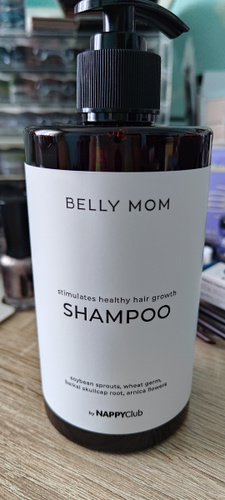 BELLY MOM
stimulates healthy hair growth
SHAMPOO
soybean sprouts, wheat germ,
baikal skullcap root, arnica flowers
by NAPPYClub